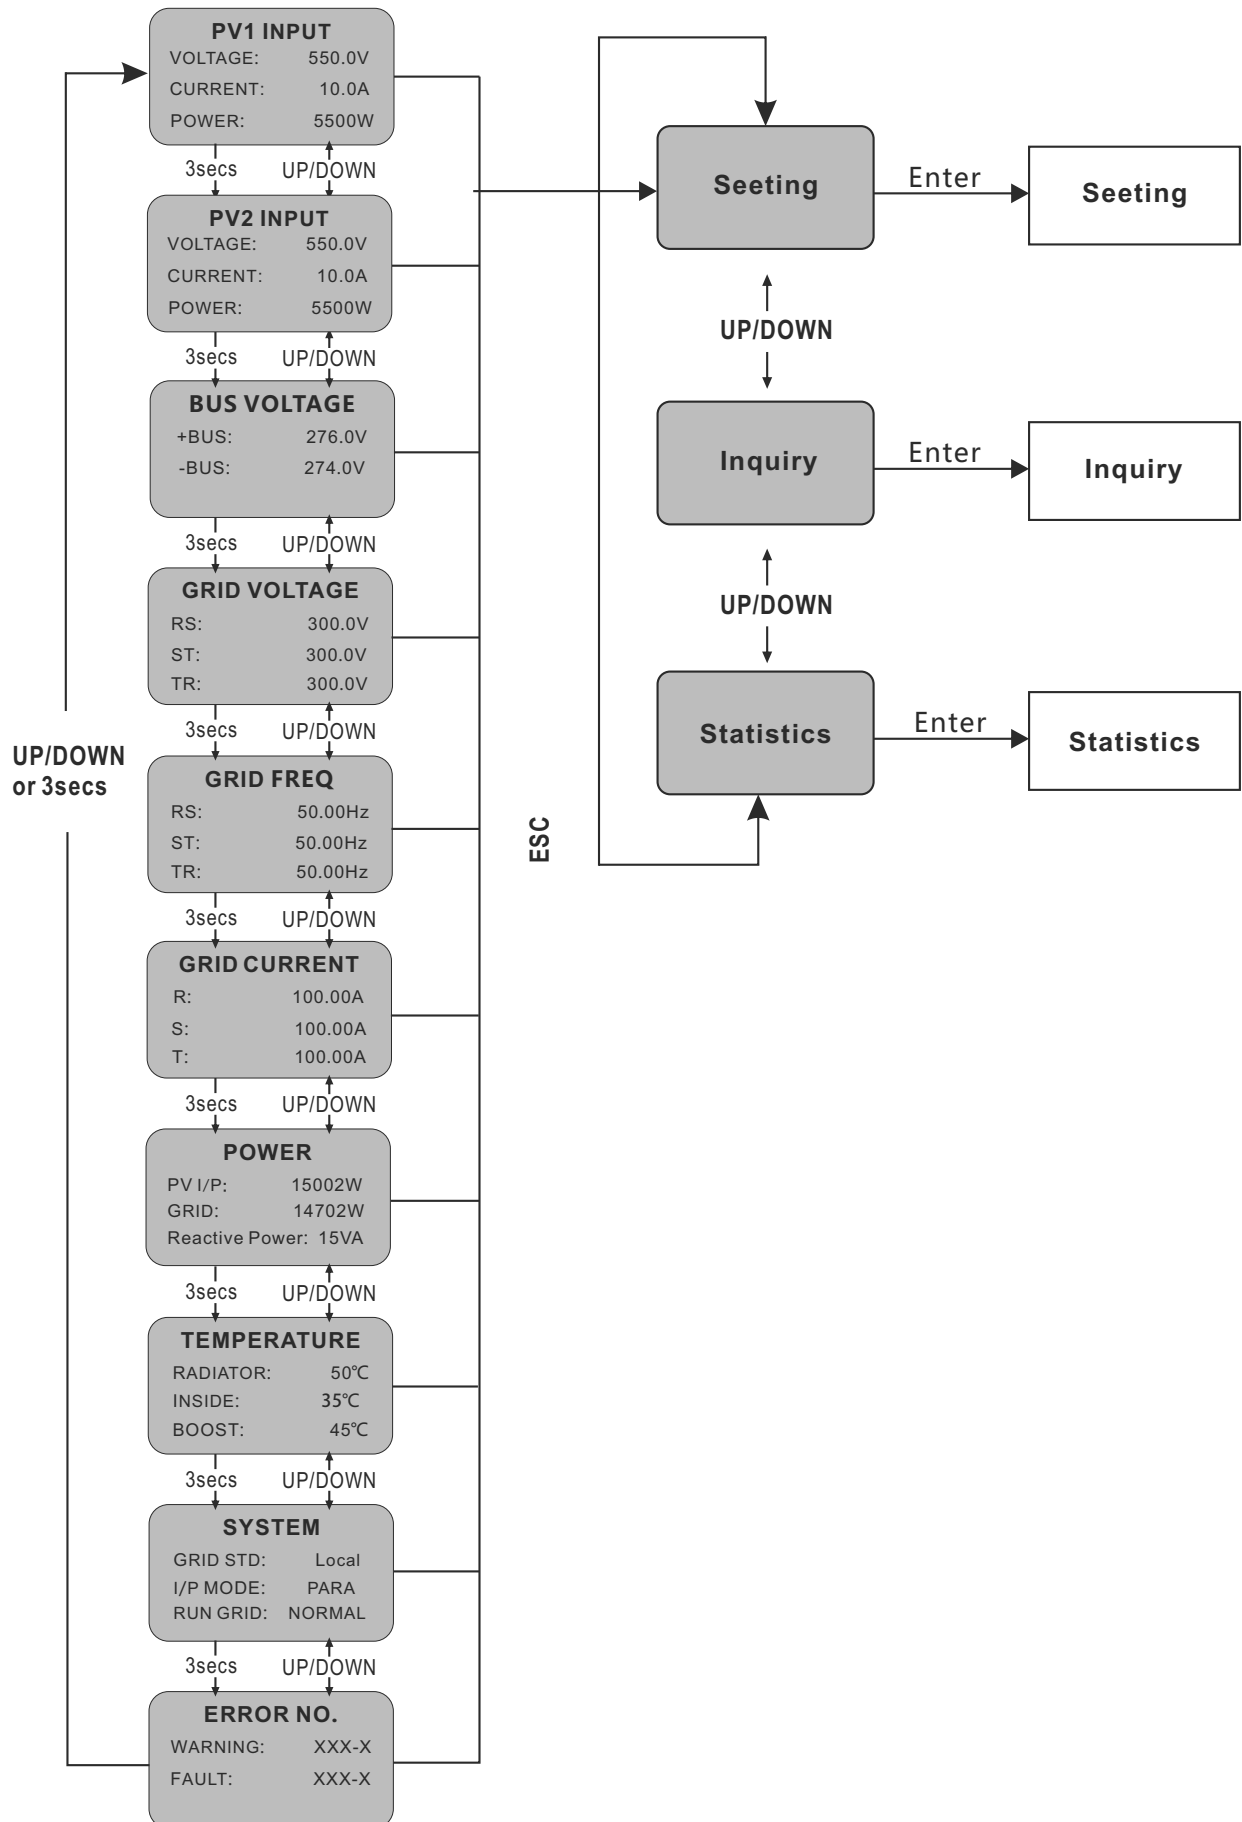 PV1 INPUT
VOLTAGE: 550.0V
CURRENT: 10.0A
POWER: 5500W
3secs UP/DOWN
PV2 INPUT
VOLTAGE: 550.0V
CURRENT: 10.0A
POWER: 5500W
3secs UP/DOWN
BUS VOLTAGE
+BUS: 276.0V
-BUS: 274.0V
3secs UP/DOWN
GRID VOLTAGE
RS: 300.0V
ST: 300.0V
TR: 300.0V
3secs UP/DOWN
GRID FREQ
RS: 50.00Hz
ST: 50.00Hz
TR: 50.00Hz
3secs UP/DOWN
GRID CURRENT
R: 100.00A
S: 100.00A
T: 100.00A
3secs UP/DOWN
POWER
PV I/P: 15002W
GRID: 14702W
Reactive Power: 15VA
3secs UP/DOWN
TEMPERATURE
RADIATOR: 50℃
INSIDE: 35℃
BOOST: 45℃
3secs UP/DOWN
SYSTEM
GRID STD: Local
I/P MODE: PARA
RUN GRID: NORMAL
3secs UP/DOWN
ERROR NO.
WARNING: XXX-X
FAULT: XXX-X
UP/DOWN
or 3secs
ESC
Seeting
Enter
Seeting
UP/DOWN
Inquiry
Enter
Inquiry
UP/DOWN
Statistics
Enter
Statistics